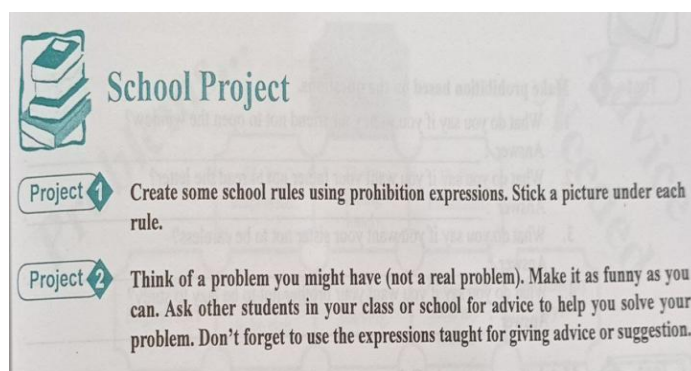 School Project
Project 1 Create some school rules using prohibition expressions. Stick a picture under each
rule.
Project 2 Think of a problem you might have (not a real problem). Make it as funny as you
can. Ask other students in your class or school for advice to help you solve your
problem. Don't forget to use the expressions taught for giving advice or suggestion.